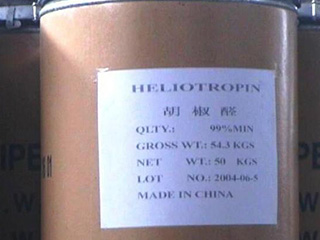 HELIOTROPIN
胡椒醛
QLTY.: 99%MIN
GROSS WT.: 54.3 KGS
NET WT.: 50 KGS
LOT NO.: 2004-06-5
MADE IN CHINA